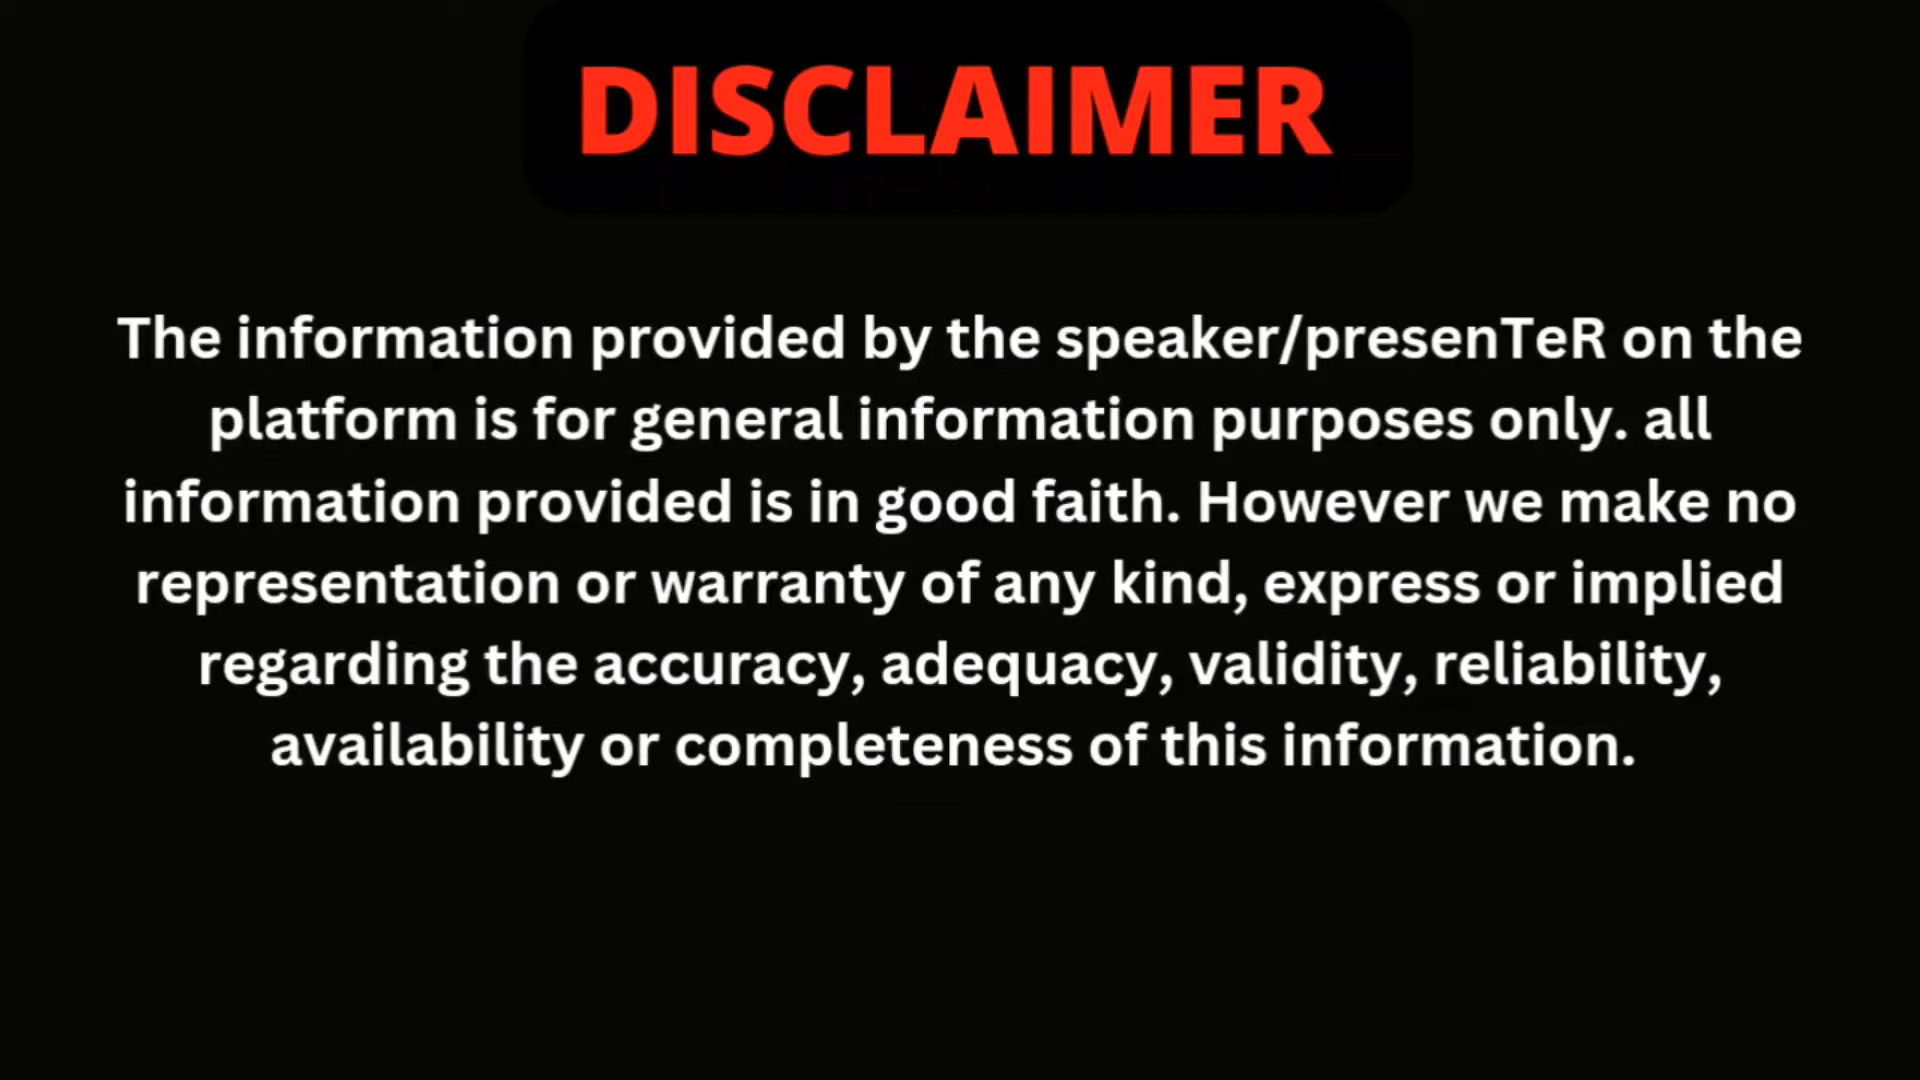 DISCLAIMER
The information provided by the speaker/presenTeR on the
platform is for general information purposes only. all
information provided is in good faith. However we make no
representation or warranty of any kind, express or implied
regarding the accuracy, adequacy, validity, reliability,
availability or completeness of this information.